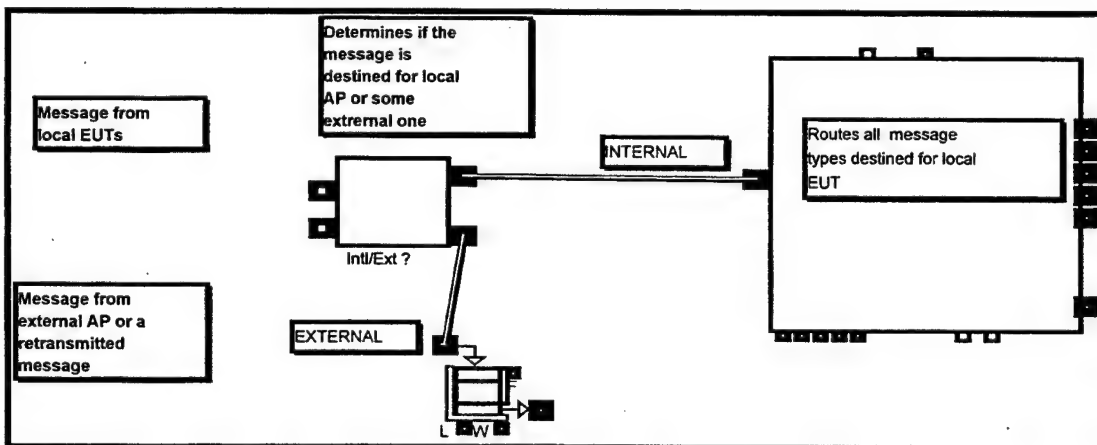 Determines if the
message is
destined for local
AP or some
extrernal one
Message from
local EUTs
INTERNAL
Routes all message
types destined for local
EUT
Intl/Ext ?
Message from
external AP or a
retransmitted
message
EXTERNAL
L W